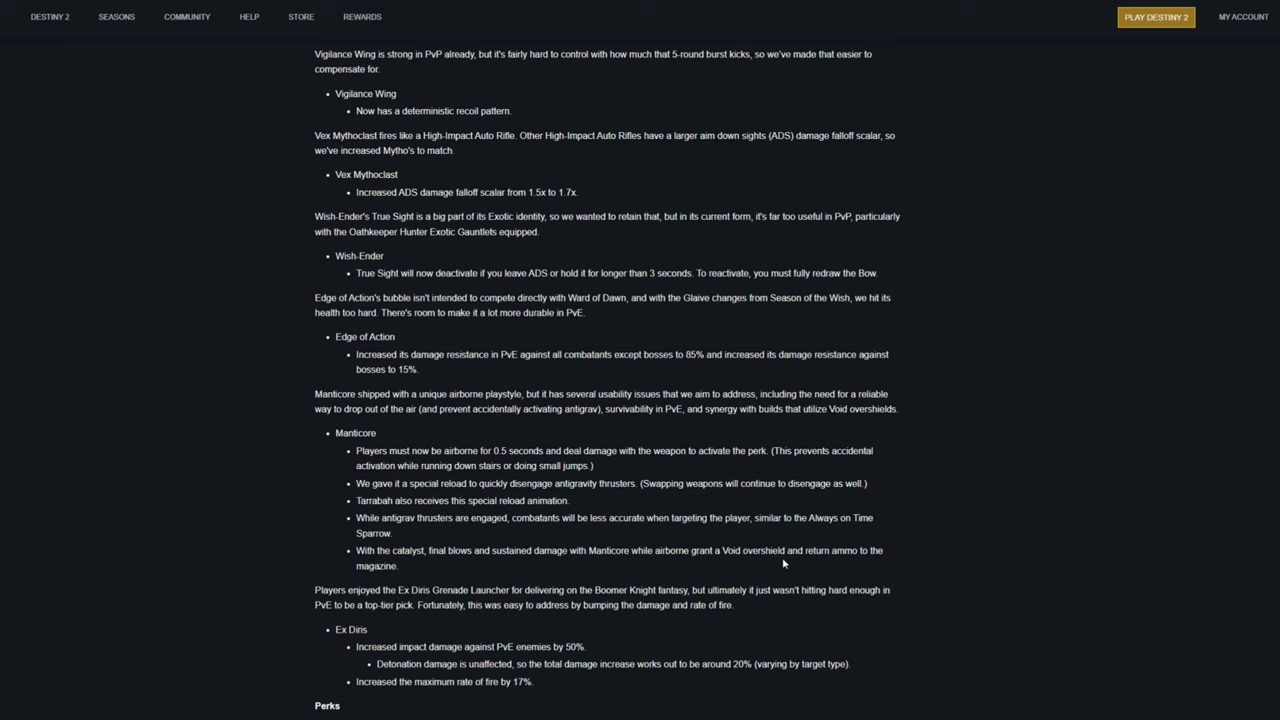 DESTINY 2 SEASONS COMMUNITY HELP STORE REWARDS PLAY DESTINY 2 MY ACCOUNT
Vigilance Wing is strong in PvP already, but it's fairly hard to control with how much that 5-round burst kicks, so we've made that easier to
compensate for.
• Vigilance Wing
• Now has a deterministic recoil pattern.
Vex Mythoclast fires like a High-Impact Auto Rifle. Other High-Impact Auto Rifles have a larger aim down sights (ADS) damage falloff scalar, so
we've increased Mytho's to match.
• Vex Mythoclast
• Increased ADS damage falloff scalar from 1.5x to 1.7x.
Wish-Ender's True Sight is a big part of its Exotic identity, so we wanted to retain that, but in its current form, it's far too useful in PvP, particularly
with the Oathkeeper Hunter Exotic Gauntlets equipped.
• Wish-Ender
• True Sight will now deactivate if you leave ADS or hold it for longer than 3 seconds. To reactivate, you must fully redraw the Bow.
Edge of Action's bubble isn't intended to compete directly with Ward of Dawn, and with the Glaive changes from Season of the Wish, we hit its
health too hard. There's room to make it a lot more durable in PvE.
• Edge of Action
• Increased its damage resistance in PvE against all combatants except bosses to 85% and increased its damage resistance against
bosses to 15%.
Manticore shipped with a unique airborne playstyle, but it has several usability issues that we aim to address, including the need for a reliable
way to drop out of the air (and prevent accidentally activating antigrav), survivability in PvE, and synergy with builds that utilize Void overshields.
• Manticore
• Players must now be airborne for 0.5 seconds and deal damage with the weapon to activate the perk. (This prevents accidental
activation while running down stairs or doing small jumps.)
• We gave it a special reload to quickly disengage antigravity thrusters. (Swapping weapons will continue to disengage as well.)
• Tarrabah also receives this special reload animation.
• While antigrav thrusters are engaged, combatants will be less accurate when targeting the player, similar to the Always on Time
Sparrow.
• With the catalyst, final blows and sustained damage with Manticore while airborne grant a Void overshield and return ammo to the
magazine.
Players enjoyed the Ex Diris Grenade Launcher for delivering on the Boomer Knight fantasy, but ultimately it just wasn't hitting hard enough in
PvE to be a top-tier pick. Fortunately, this was easy to address by bumping the damage and rate of fire.
• Ex Diris
• Increased impact damage against PvE enemies by 50%.
• Detonation damage is unaffected, so the total damage increase works out to be around 20% (varying by target type).
• Increased the maximum rate of fire by 17%.
Perks